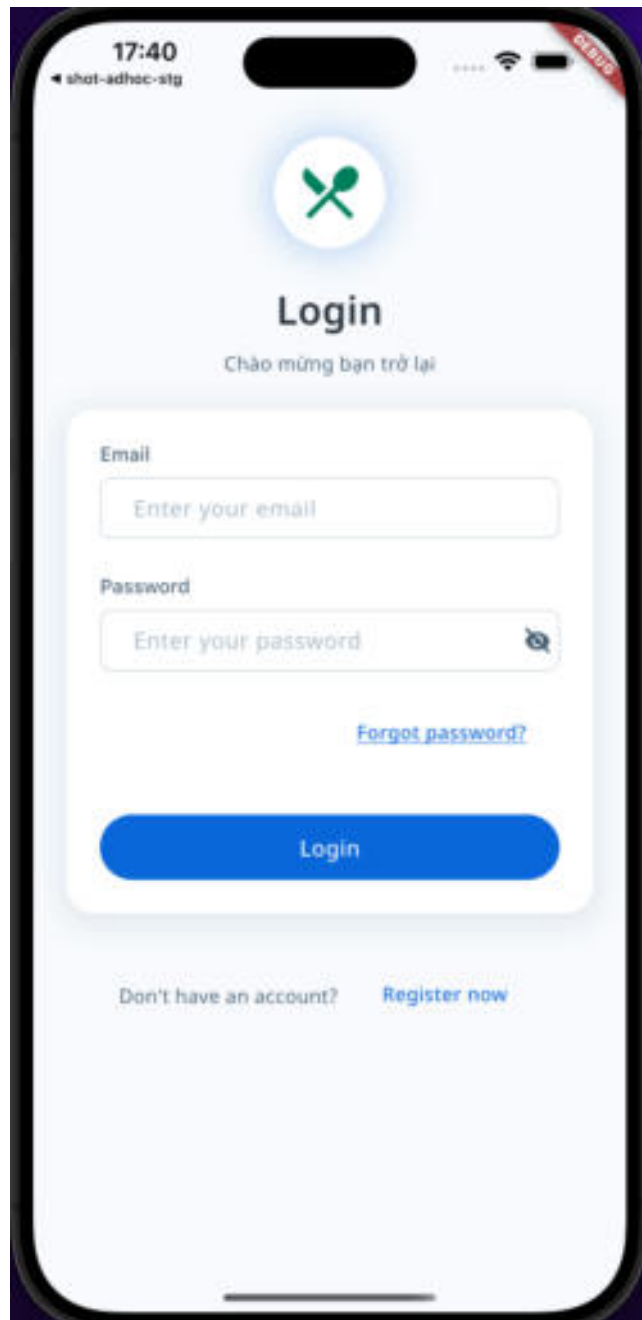 17:40
DEBUG
◀ shot-adhoc-stg
Login
Chào mừng bạn trở lại
Email
Enter your email
Password
Enter your password
Forgot password?
Login
Don't have an account? Register now